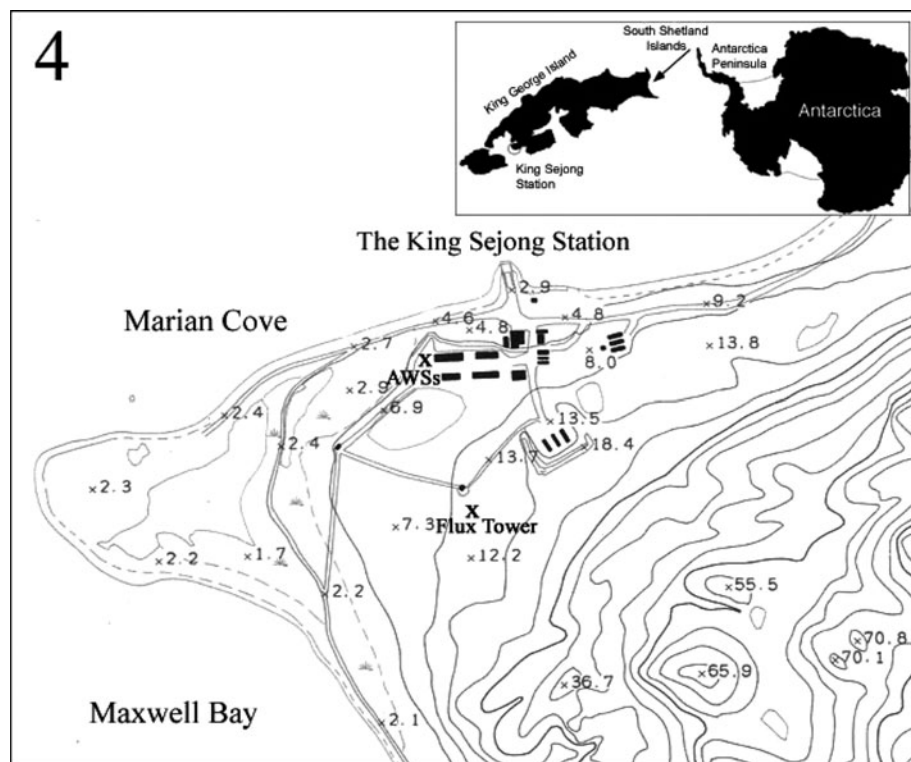 4
South Shetland
Islands
Antarctica
Peninsula
King George Island
Antarctica
King Sejong
Station
The King Sejong Station
Marian Cove
2.9
9.2
4.6
4.8
4.8
2.7
13.8
8.0
AWSs
2.9
6.9
2.4
13.5
2.4
18.4
13.7
2.3
Flux Tower
7.3
12.2
2.2
1.7
2.2
55.5
70.8
70.1
65.9
36.7
Maxwell Bay
2.1